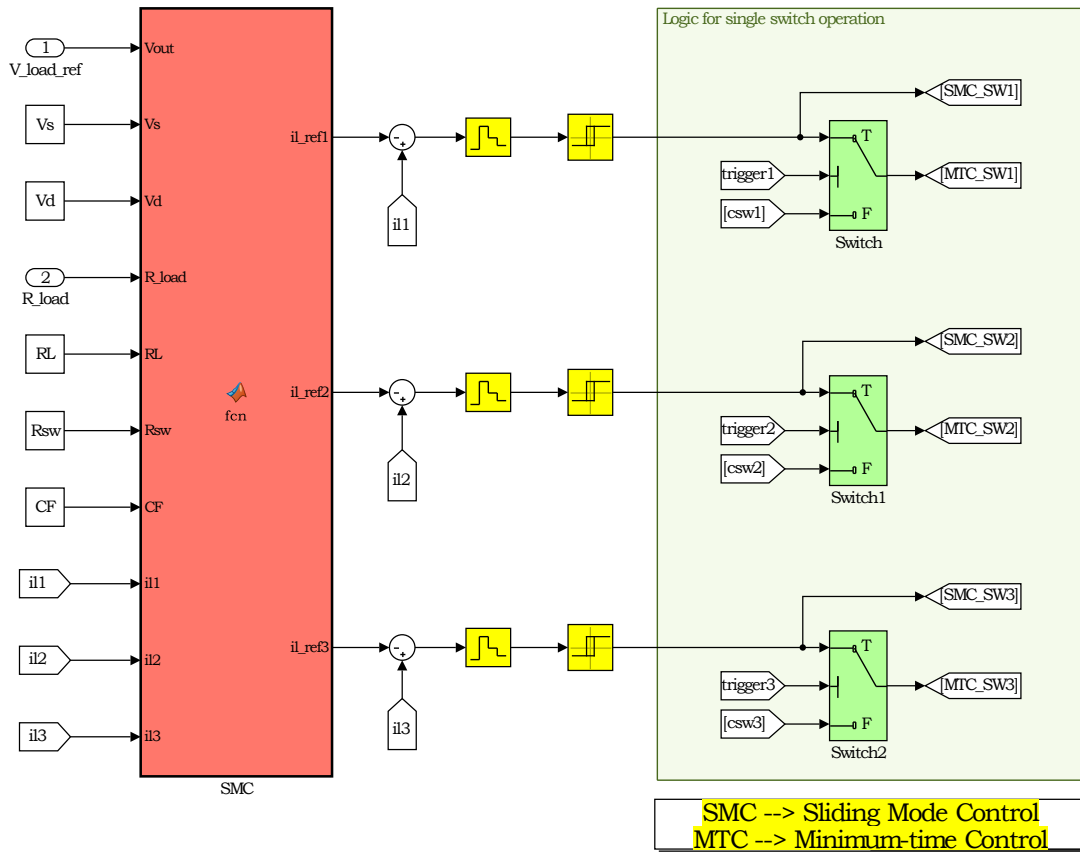 Logic for single switch operation
1
V_load_ref
Vout
Vs
Vs
Vd
Vd
2
R_load
R_load
RL
RL
Rsw
Rsw
CF
CF
il1
il1
il2
il2
il3
il3
fcn
SMC
il_ref1
- +
il1
[SMC_SW1]
trigger1
[csw1]
T
F
Switch
[MTC_SW1]
il_ref2
- +
il2
[SMC_SW2]
trigger2
[csw2]
T
F
Switch1
[MTC_SW2]
il_ref3
- +
il3
[SMC_SW3]
trigger3
[csw3]
T
F
Switch2
[MTC_SW3]
SMC --> Sliding Mode Control
MTC --> Minimum-time Control